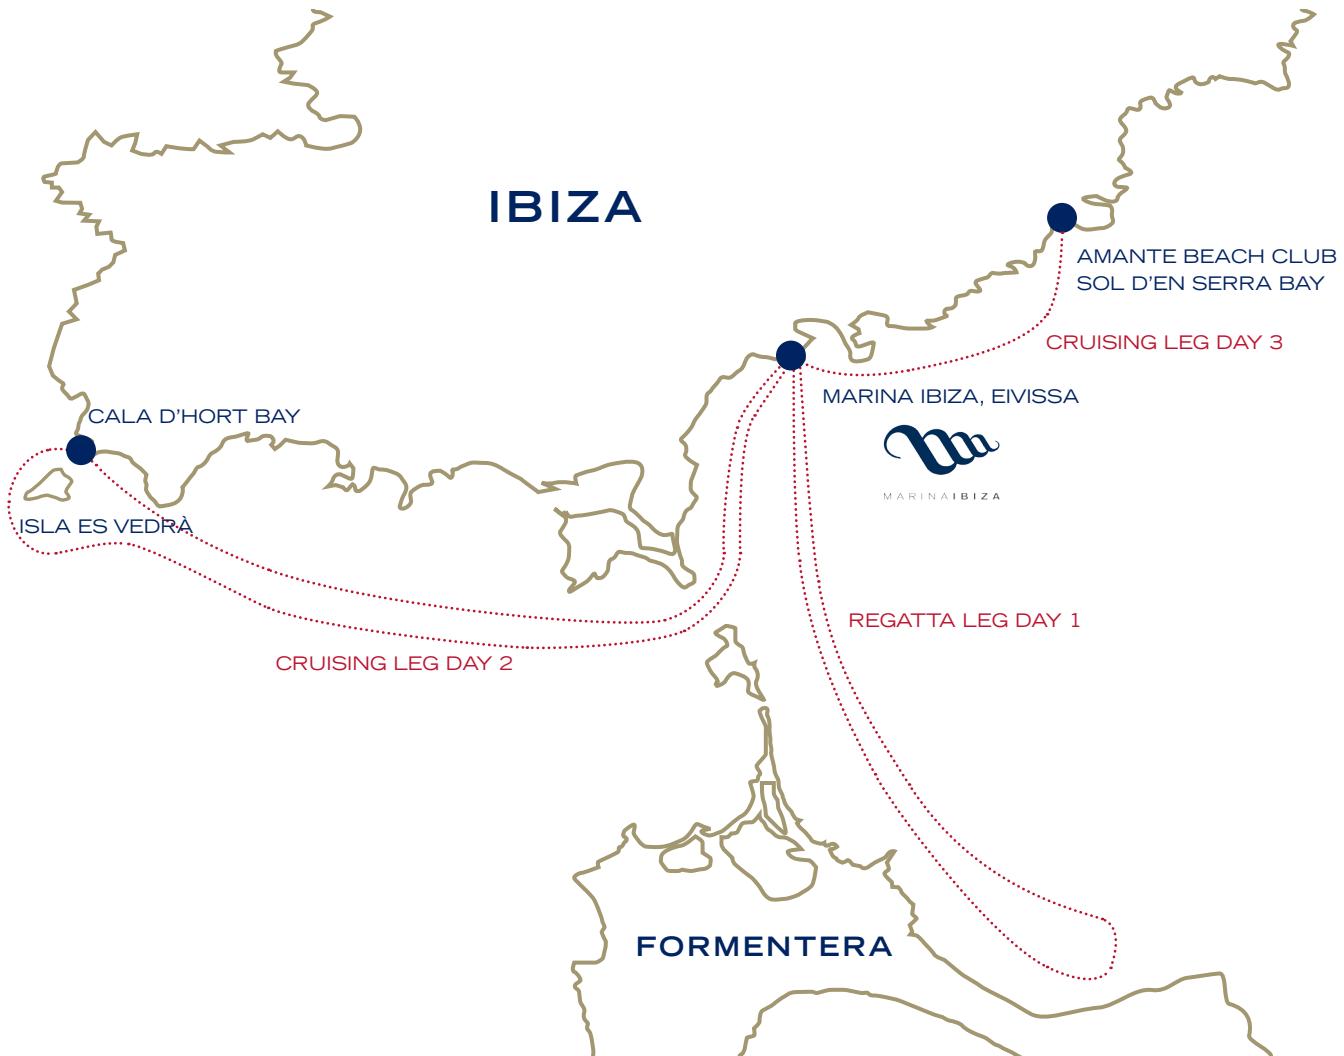 IBIZA
AMANTE BEACH CLUB
SOL D'EN SERRA BAY
CRUISING LEG DAY 3
MARINA IBIZA, EIVISSA
CALA D'HORT BAY
MARINAIBIZA
ISLA ES VEDRÀ
REGATTA LEG DAY 1
CRUISING LEG DAY 2
FORMENTERA